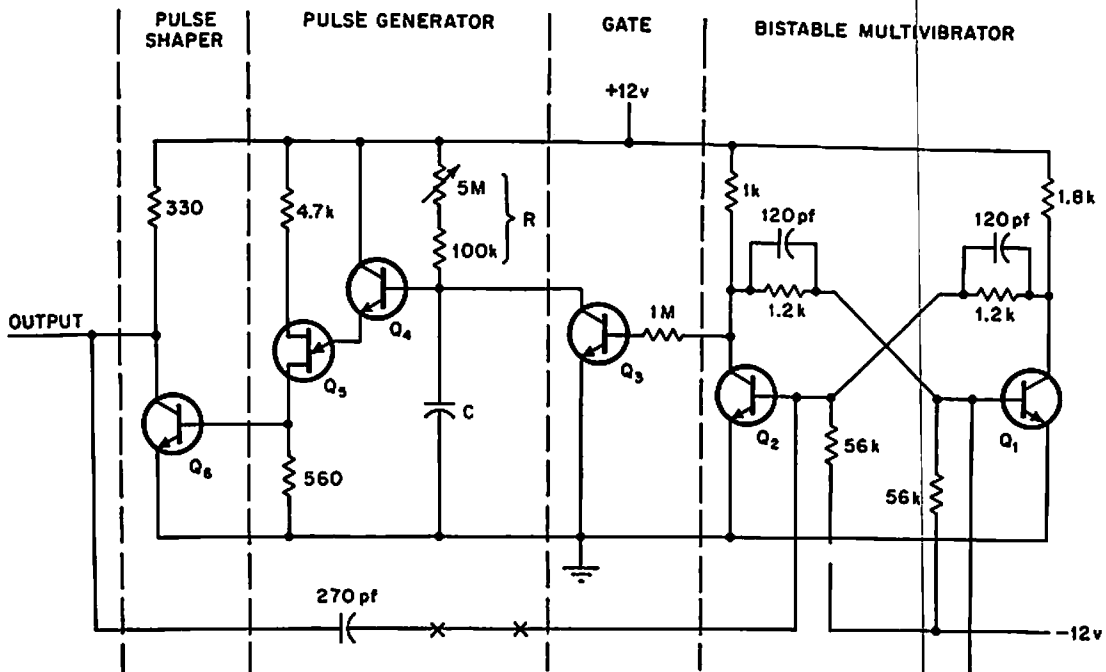 PULSE
SHAPER
PULSE GENERATOR
GATE
BISTABLE MULTIVIBRATOR
+12v
330
4.7k
5M
100k
R
1k
120pf
1.2k
120pf
1.2k
1.8k
OUTPUT
Q4
Q5
Q6
560
C
Q3
1M
Q2
56k
56k
Q1
270pf
-12v